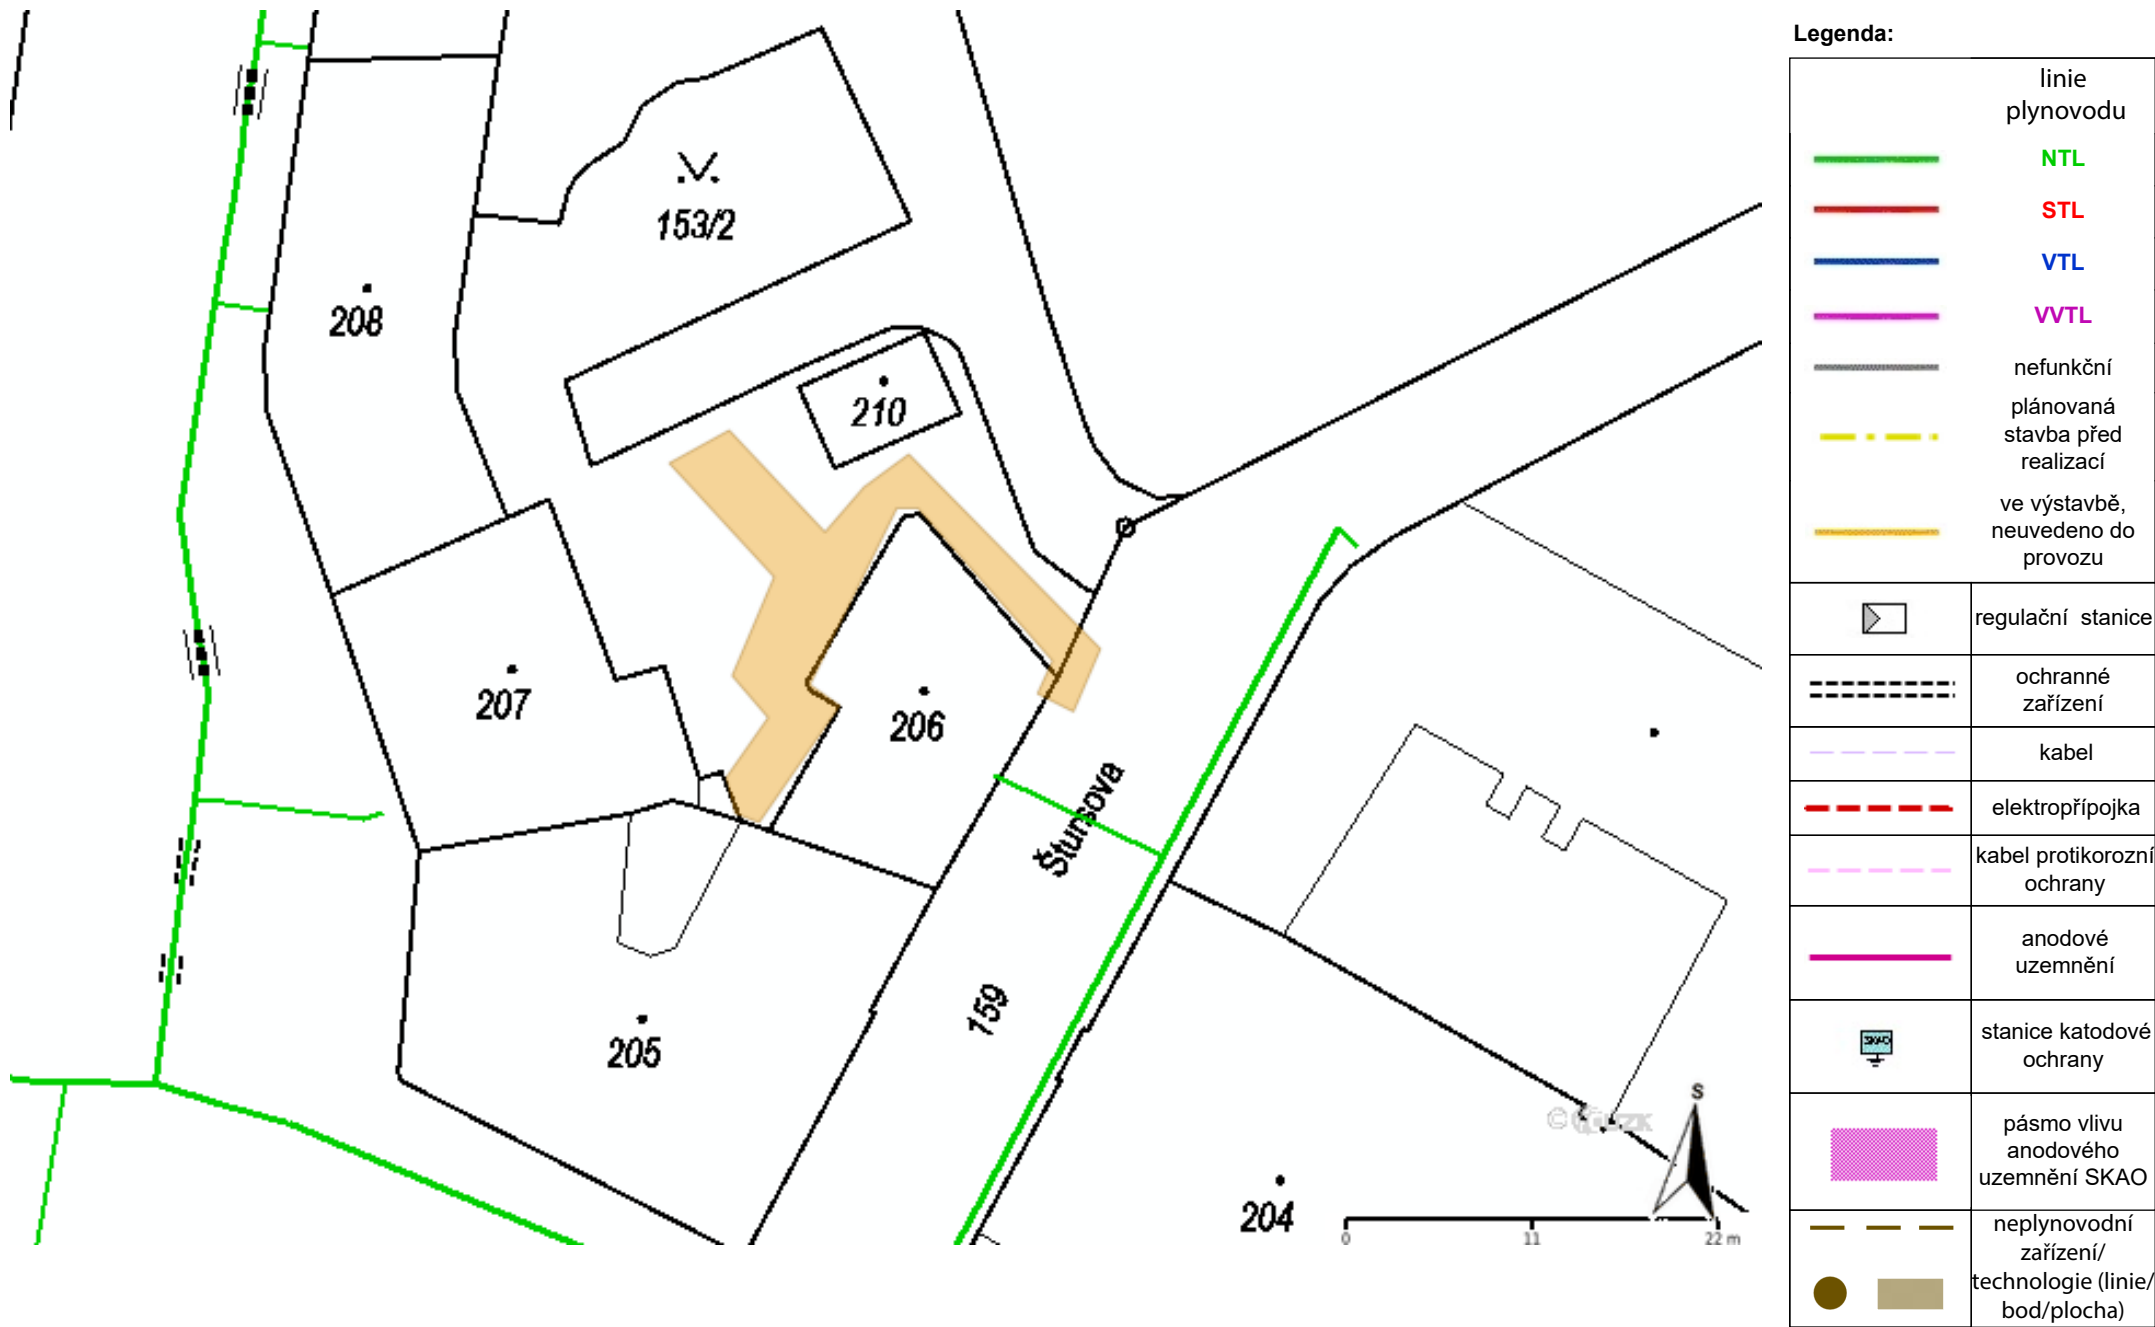 153/2
208
210
207
206
Štursova
159
205
204
S
0 11 22 m
Legenda:
linie
plynovodu
NTL
STL
VTL
VVTL
nefunkční
plánovaná
stavba před
realizací
ve výstavbě,
neuvedeno do
provozu
regulační stanice
ochranné
zařízení
kabel
elektropřípojka
kabel protikorozní
ochrany
anodové
uzemnění
SKAO
stanice katodové
ochrany
pásmo vlivu
anodového
uzemnění SKAO
neplynovodní
zařízení/
technologie (linie/
bod/plocha)